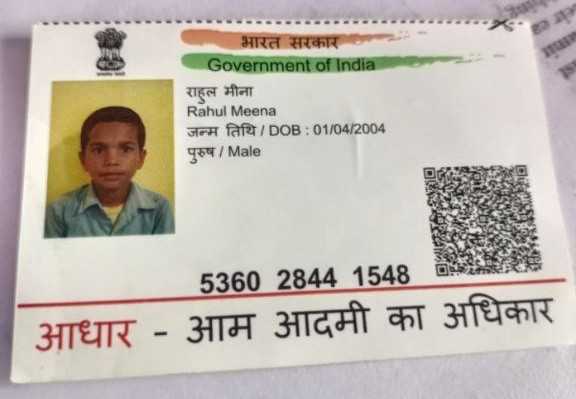 भारत सरकार
Government of India
राहुल मीना
Rahul Meena
जन्म तिथि / DOB : 01/04/2004
पुरुष / Male
5360 2844 1548
आधार - आम आदमी का अधिकार